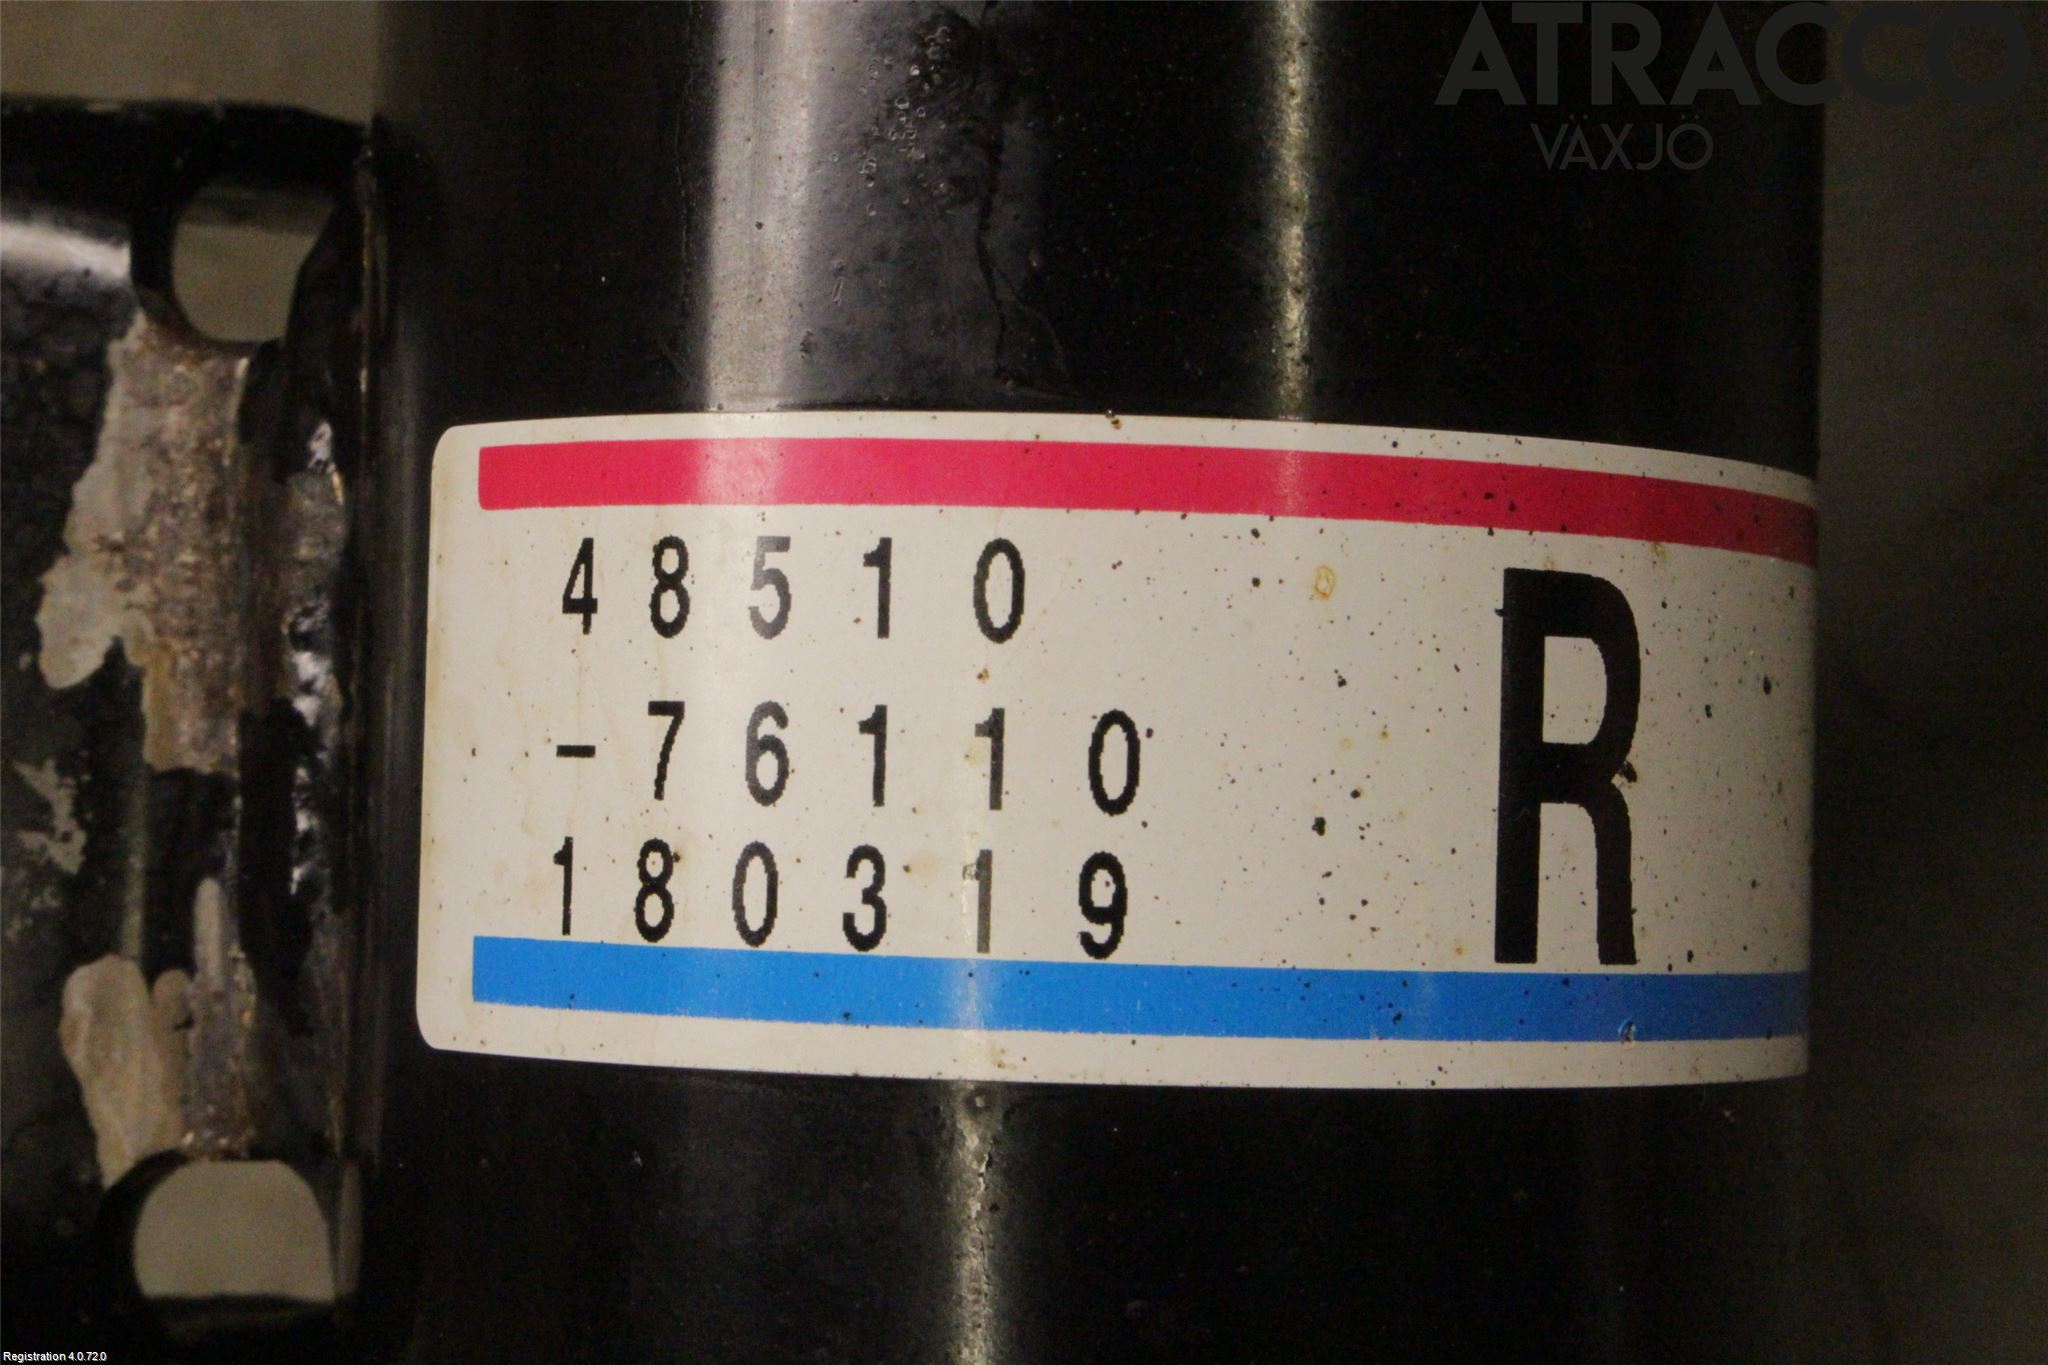 ATRACCO
VÄXJÖ
48510
-76110
180319
R
Registration 4.0.72.0